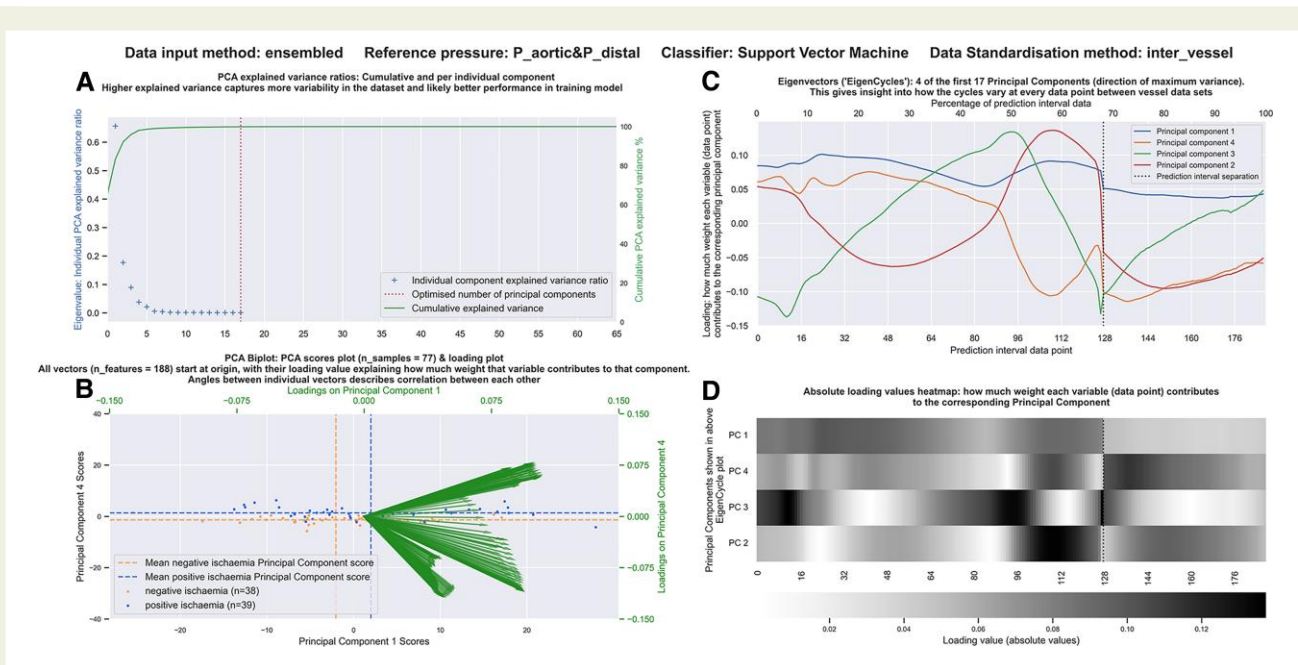 Data input method: ensembled Reference pressure: P_aortic&P_distal Classifier: Support Vector Machine Data Standardisation method: inter_vessel
A
PCA explained variance ratios: Cumulative and per individual component
Higher explained variance captures more variability in the dataset and likely better performance in training model
Eigenvalue: Individual PCA explained variance ratio
0.6
0.5
0.4
0.3
0.2
0.1
0.0
Cumulative PCA explained variance %
100
80
60
40
20
0
Individual component explained variance ratio
Optimised number of principal components
Cumulative explained variance
0 5 10 15 20 25 30 35 40 45 50 55 60 65
PCA Biplot: PCA scores plot (n_samples = 77) & loading plot
All vectors (n_features = 188) start at origin, with their loading value explaining how much weight that variable contributes to that component.
Angles between individual vectors describes correlation between each other
B
Loadings on Principal Component 1
−0.150 −0.075 0.000 0.075 0.150
Principal Component 4 Scores
40
20
0
−20
−40
Loadings on Principal Component 4
0.150
0.075
0.000
−0.075
−0.150
Mean negative ischaemia Principal Component score
Mean positive ischaemia Principal Component score
negative ischaemia (n=38)
positive ischaemia (n=39)
−20 −10 0 10 20
Principal Component 1 Scores
C
Eigenvectors ('EigenCycles'): 4 of the first 17 Principal Components (direction of maximum variance).
This gives insight into how the cycles vary at every data point between vessel data sets
Percentage of prediction interval data
0 10 20 30 40 50 60 70 80 90 100
Loading: how much weight each variable (data point)
contributes to the corresponding principal component
0.10
0.05
0.00
−0.05
−0.10
−0.15
Principal component 1
Principal component 4
Principal component 3
Principal component 2
Prediction interval separation
0 16 32 48 64 80 96 112 128 144 160 176
Prediction interval data point
D
Absolute loading values heatmap: how much weight each variable (data point) contributes
to the corresponding Principal Component
Principal Components shown in above
EigenCycle plot
PC 1
PC 4
PC 3
PC 2
0 16 32 48 64 80 96 112 128 144 160 176
0.02 0.04 0.06 0.08 0.10 0.12
Loading value (absolute values)